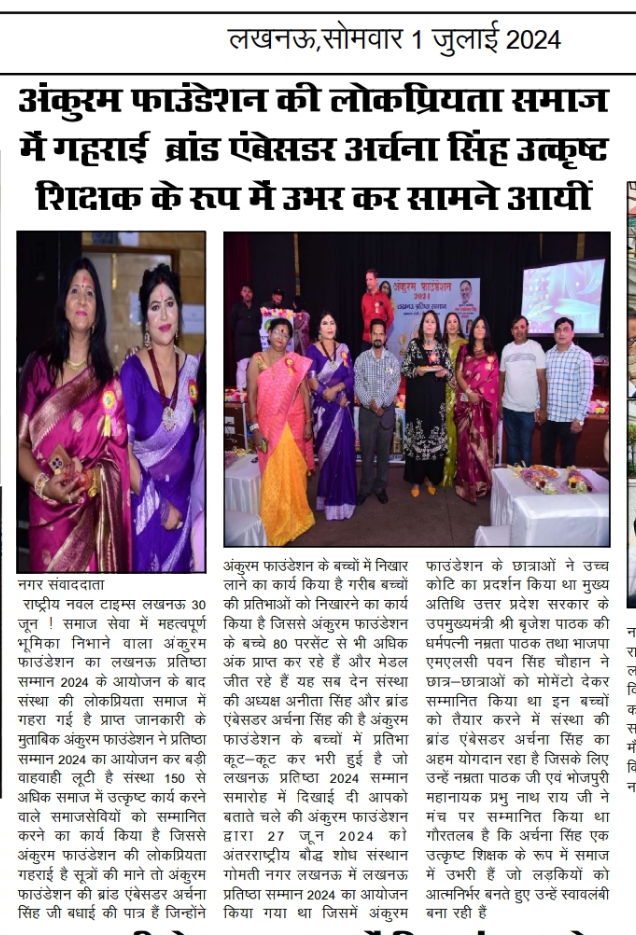 लखनऊ,सोमवार 1 जुलाई 2024
अंकुरम फाउंडेशन की लोकप्रियता समाज
में गहराई ब्रांड एंबेसडर अर्चना सिंह उत्कृष्ट
शिक्षक के रूप में उभर कर सामने आयीं
अंकुरम फाउंडेशन
2024
लखनऊ प्रतिष्ठा सम्मान
नगर संवाददाता
राष्ट्रीय नवल टाइम्स लखनऊ 30
जून ! समाज सेवा में महत्वपूर्ण
भूमिका निभाने वाला अंकुरम
फाउंडेशन का लखनऊ प्रतिष्ठा
सम्मान 2024 के आयोजन के बाद
संस्था की लोकप्रियता समाज में
गहरा गई है प्राप्त जानकारी के
मुताबिक अंकुरम फाउंडेशन ने प्रतिष्ठा
सम्मान 2024 का आयोजन कर बड़ी
वाहवाही लूटी है संस्था 150 से
अधिक समाज में उत्कृष्ट कार्य करने
वाले समाजसेवियों को सम्मानित
करने का कार्य किया है जिससे
अंकुरम फाउंडेशन की लोकप्रियता
गहराई है सूत्रों की माने तो अंकुरम
फाउंडेशन की ब्रांड एंबेसडर अर्चना
सिंह जी बधाई की पात्र हैं जिन्होंने
अंकुरम फाउंडेशन के बच्चों में निखार
लाने का कार्य किया है गरीब बच्चों
की प्रतिभाओं को निखारने का कार्य
किया है जिससे अंकुरम फाउंडेशन
के बच्चे 80 परसेंट से भी अधिक
अंक प्राप्त कर रहे हैं और मेडल
जीत रहे हैं यह सब देन संस्था
की अध्यक्ष अनीता सिंह और ब्रांड
एंबेसडर अर्चना सिंह की है अंकुरम
फाउंडेशन के बच्चों में प्रतिभा
कूट–कूट कर भरी हुई है जो
लखनऊ प्रतिष्ठा 2024 सम्मान
समारोह में दिखाई दी आपको
बताते चले की अंकुरम फाउंडेशन
द्वारा 27 जून 2024 को
अंतरराष्ट्रीय बौद्ध शोध संस्थान
गोमती नगर लखनऊ में लखनऊ
प्रतिष्ठा सम्मान 2024 का आयोजन
किया गया था जिसमें अंकुरम
फाउंडेशन के छात्राओं ने उच्च
कोटि का प्रदर्शन किया था मुख्य
अतिथि उत्तर प्रदेश सरकार के
उपमुख्यमंत्री श्री बृजेश पाठक की
धर्मपत्नी नम्रता पाठक तथा भाजपा
एमएलसी पवन सिंह चौहान ने
छात्र–छात्राओं को मोमेंटो देकर
सम्मानित किया था इन बच्चों
को तैयार करने में संस्था की
ब्रांड एंबेसडर अर्चना सिंह का
अहम योगदान रहा है जिसके लिए
उन्हें नम्रता पाठक जी एवं भोजपुरी
महानायक प्रभु नाथ राय जी ने
मंच पर सम्मानित किया था
गौरतलब है कि अर्चना सिंह एक
उत्कृष्ट शिक्षक के रूप में समाज
में उभरी हैं जो लड़कियों को
आत्मनिर्भर बनते हुए उन्हें स्वावलंबी
बना रही हैं